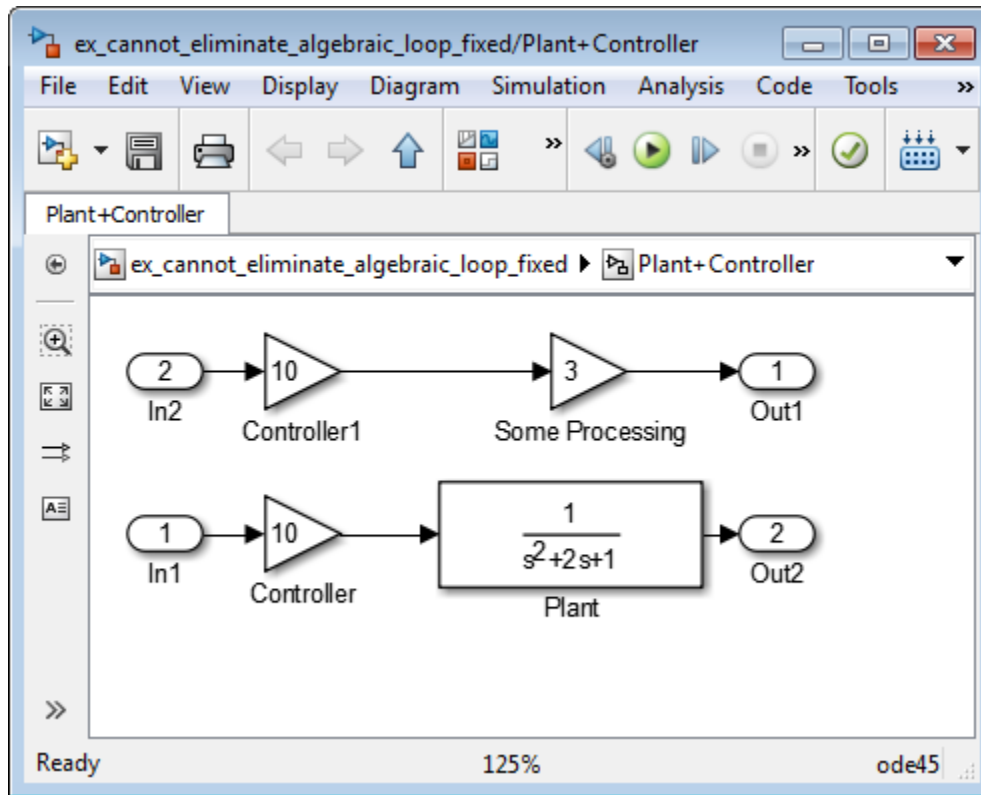 ex_cannot_eliminate_algebraic_loop_fixed/Plant+Controller
File Edit View Display Diagram Simulation Analysis Code Tools »
» »
Plant+Controller
ex_cannot_eliminate_algebraic_loop_fixed Plant+Controller
2 10 3 1
In2 Controller1 Some Processing Out1
1
1 10 s²+2s+1 2
In1 Controller Plant Out2
Ready 125% ode45